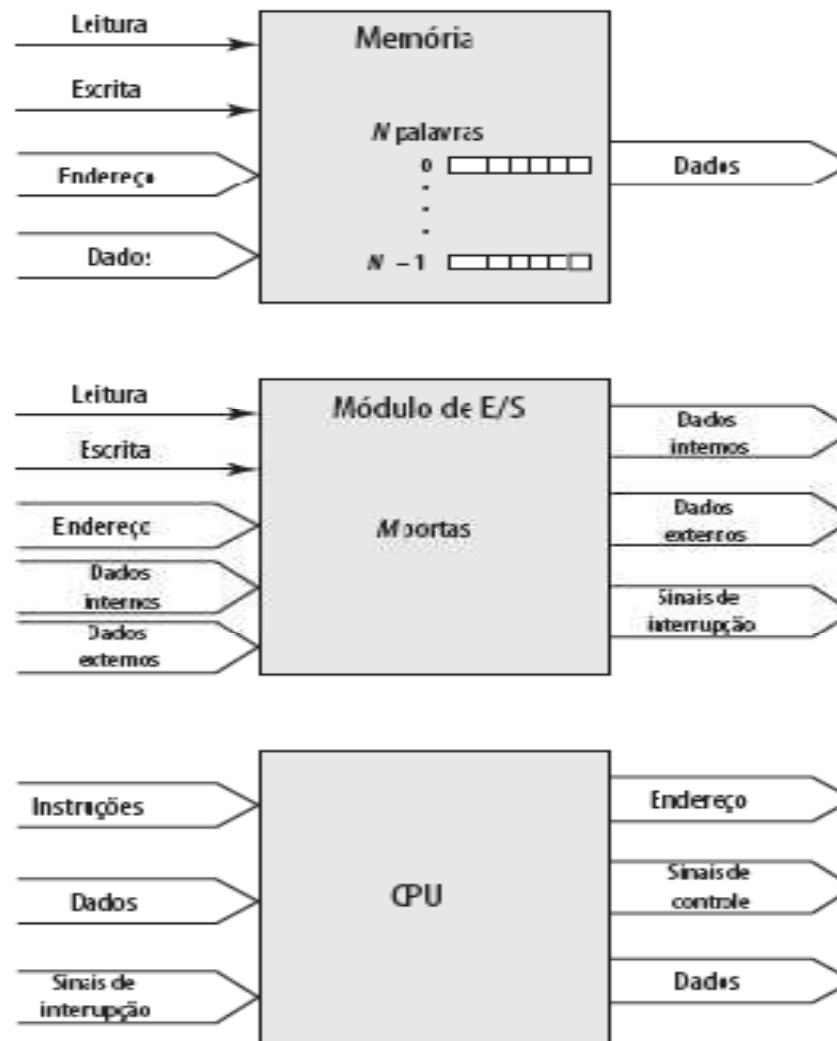 Leitura
Memória
Escrita
N palavras
0
Endereço
Dados
Dados
N – 1
Leitura
Módulo de E/S
Dados
internos
Escrita
Endereço
M portas
Dados
externos
Dados
internos
Dados
externos
Sinais de
interrupção
Instruções
Endereço
CPU
Sinais de
controle
Dados
Dados
Sinais de
interrupção